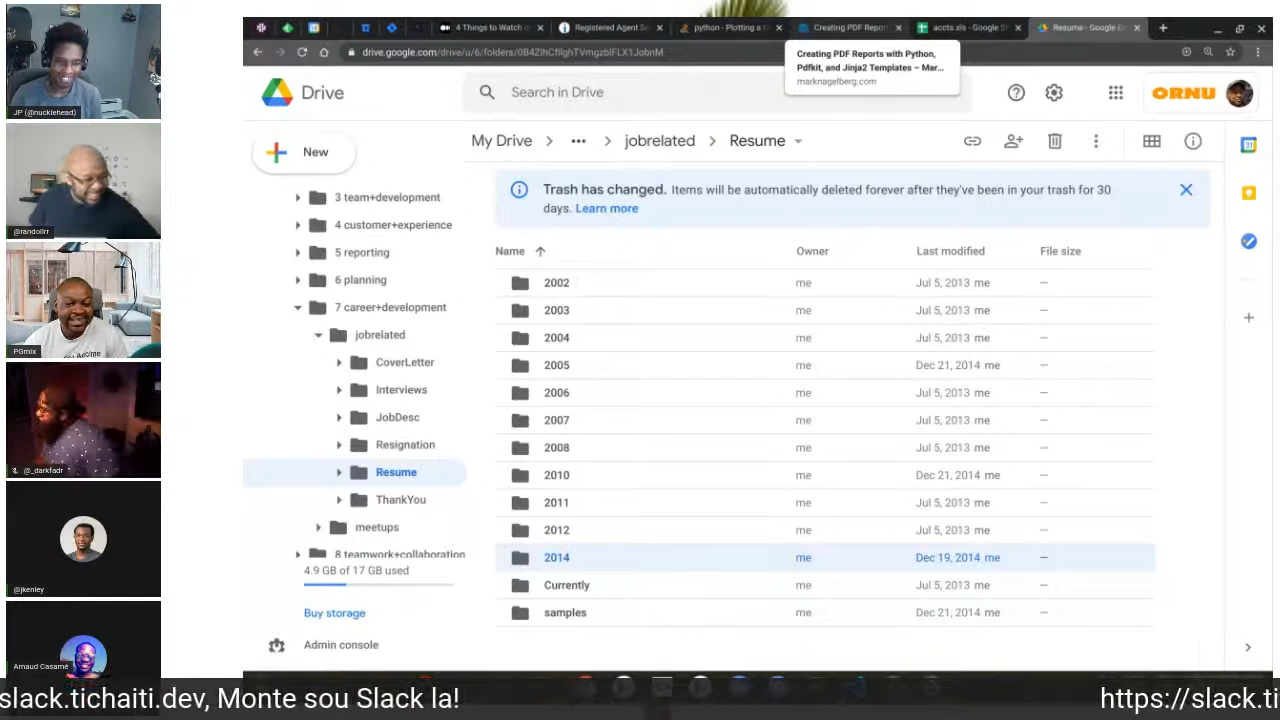 JP (@nucklehead)
@randollrr
PGmix
@_darkfadr
@jkenley
Arnaud Casamé
4 Things to Watch
Registered Agent Se
python - Plotting a
Creating PDF Report
accts.xls - Google Sh
Resume - Google Dr
drive.google.com/drive/u/6/folders/
Creating PDF Reports with Python,
Pdfkit, and Jinja2 Templates – Mar...
marknagelberg.com
Drive
Search in Drive
ORNU
New
My Drive > ••• > jobrelated > Resume
Trash has changed. Items will be automatically deleted forever after they've been in your trash for 30
days. Learn more
3 team+development
4 customer+experience
5 reporting
6 planning
7 career+development
jobrelated
CoverLetter
Interviews
JobDesc
Resignation
Resume
ThankYou
meetups
8 teamwork+collaboration
4.9 GB of 17 GB used
Buy storage
Admin console
Name Owner Last modified File size
2002 me Jul 5, 2013 me –
2003 me Jul 5, 2013 me –
2004 me Jul 5, 2013 me –
2005 me Dec 21, 2014 me –
2006 me Jul 5, 2013 me –
2007 me Jul 5, 2013 me –
2008 me Jul 5, 2013 me –
2010 me Dec 21, 2014 me –
2011 me Jul 5, 2013 me –
2012 me Jul 5, 2013 me –
2014 me Dec 19, 2014 me –
Currently me Jul 5, 2013 me –
samples me Dec 21, 2014 me –
slack.tichaiti.dev, Monte sou Slack la!
https://slack.ti